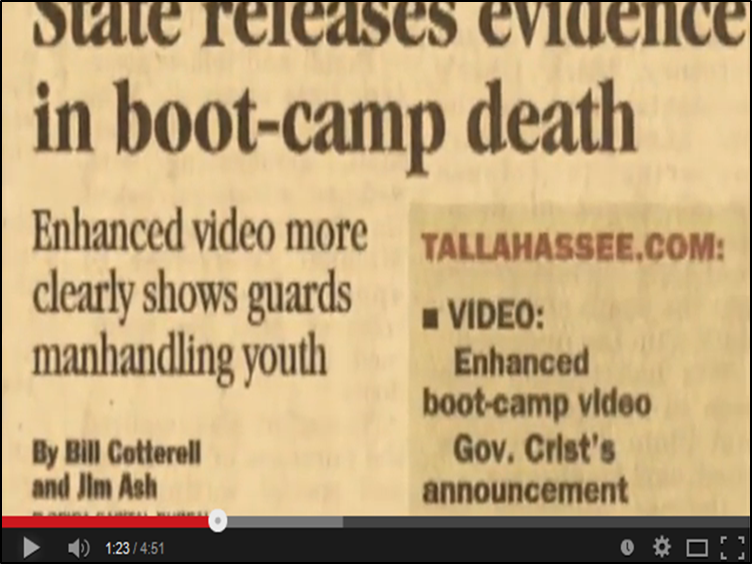 State releases evidence
in boot-camp death
Enhanced video more
clearly shows guards
manhandling youth
By Bill Cotterell
and Jim Ash
TALLAHASSEE.COM:
■ VIDEO:
Enhanced
boot-camp video
Gov. Crist's
announcement
1:23 / 4:51